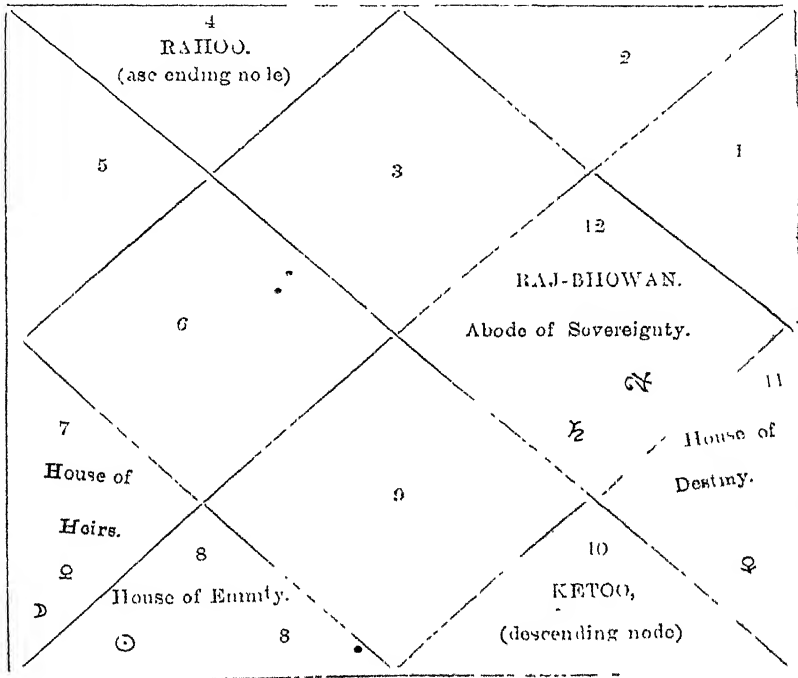 4
RAHOO.
(ascending node)
2
5
3
1
12
RAJ-BHOWAN.
6
Abode of Sovereignty.
♃
11
7
♄
House of
House of
Destiny.
9
Heirs.
8
10
♀
House of Enmity.
KETOO,
☽
(descending node)
☉
8